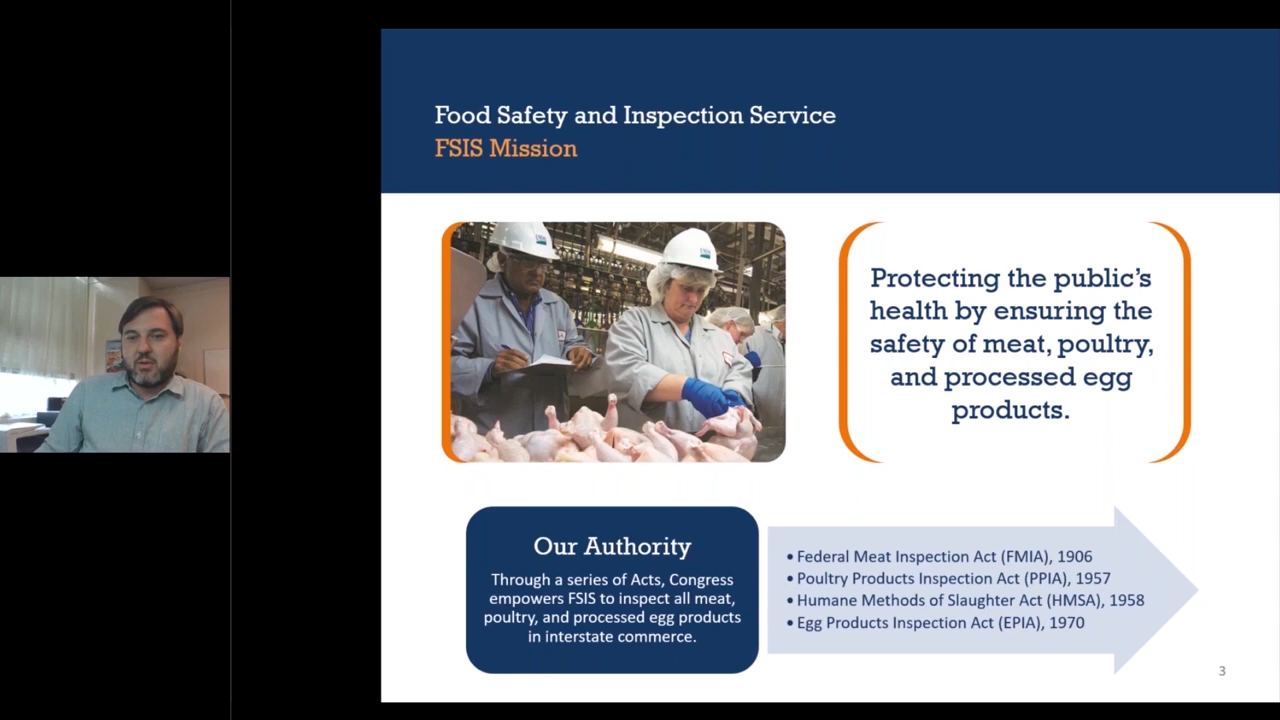 Food Safety and Inspection Service
FSIS Mission
USDA
USDA
Protecting the public's
health by ensuring the
safety of meat, poultry,
and processed egg
products.
Our Authority
Through a series of Acts, Congress
empowers FSIS to inspect all meat,
poultry, and processed egg products
in interstate commerce.
• Federal Meat Inspection Act (FMIA), 1906
• Poultry Products Inspection Act (PPIA), 1957
• Humane Methods of Slaughter Act (HMSA), 1958
• Egg Products Inspection Act (EPIA), 1970
3